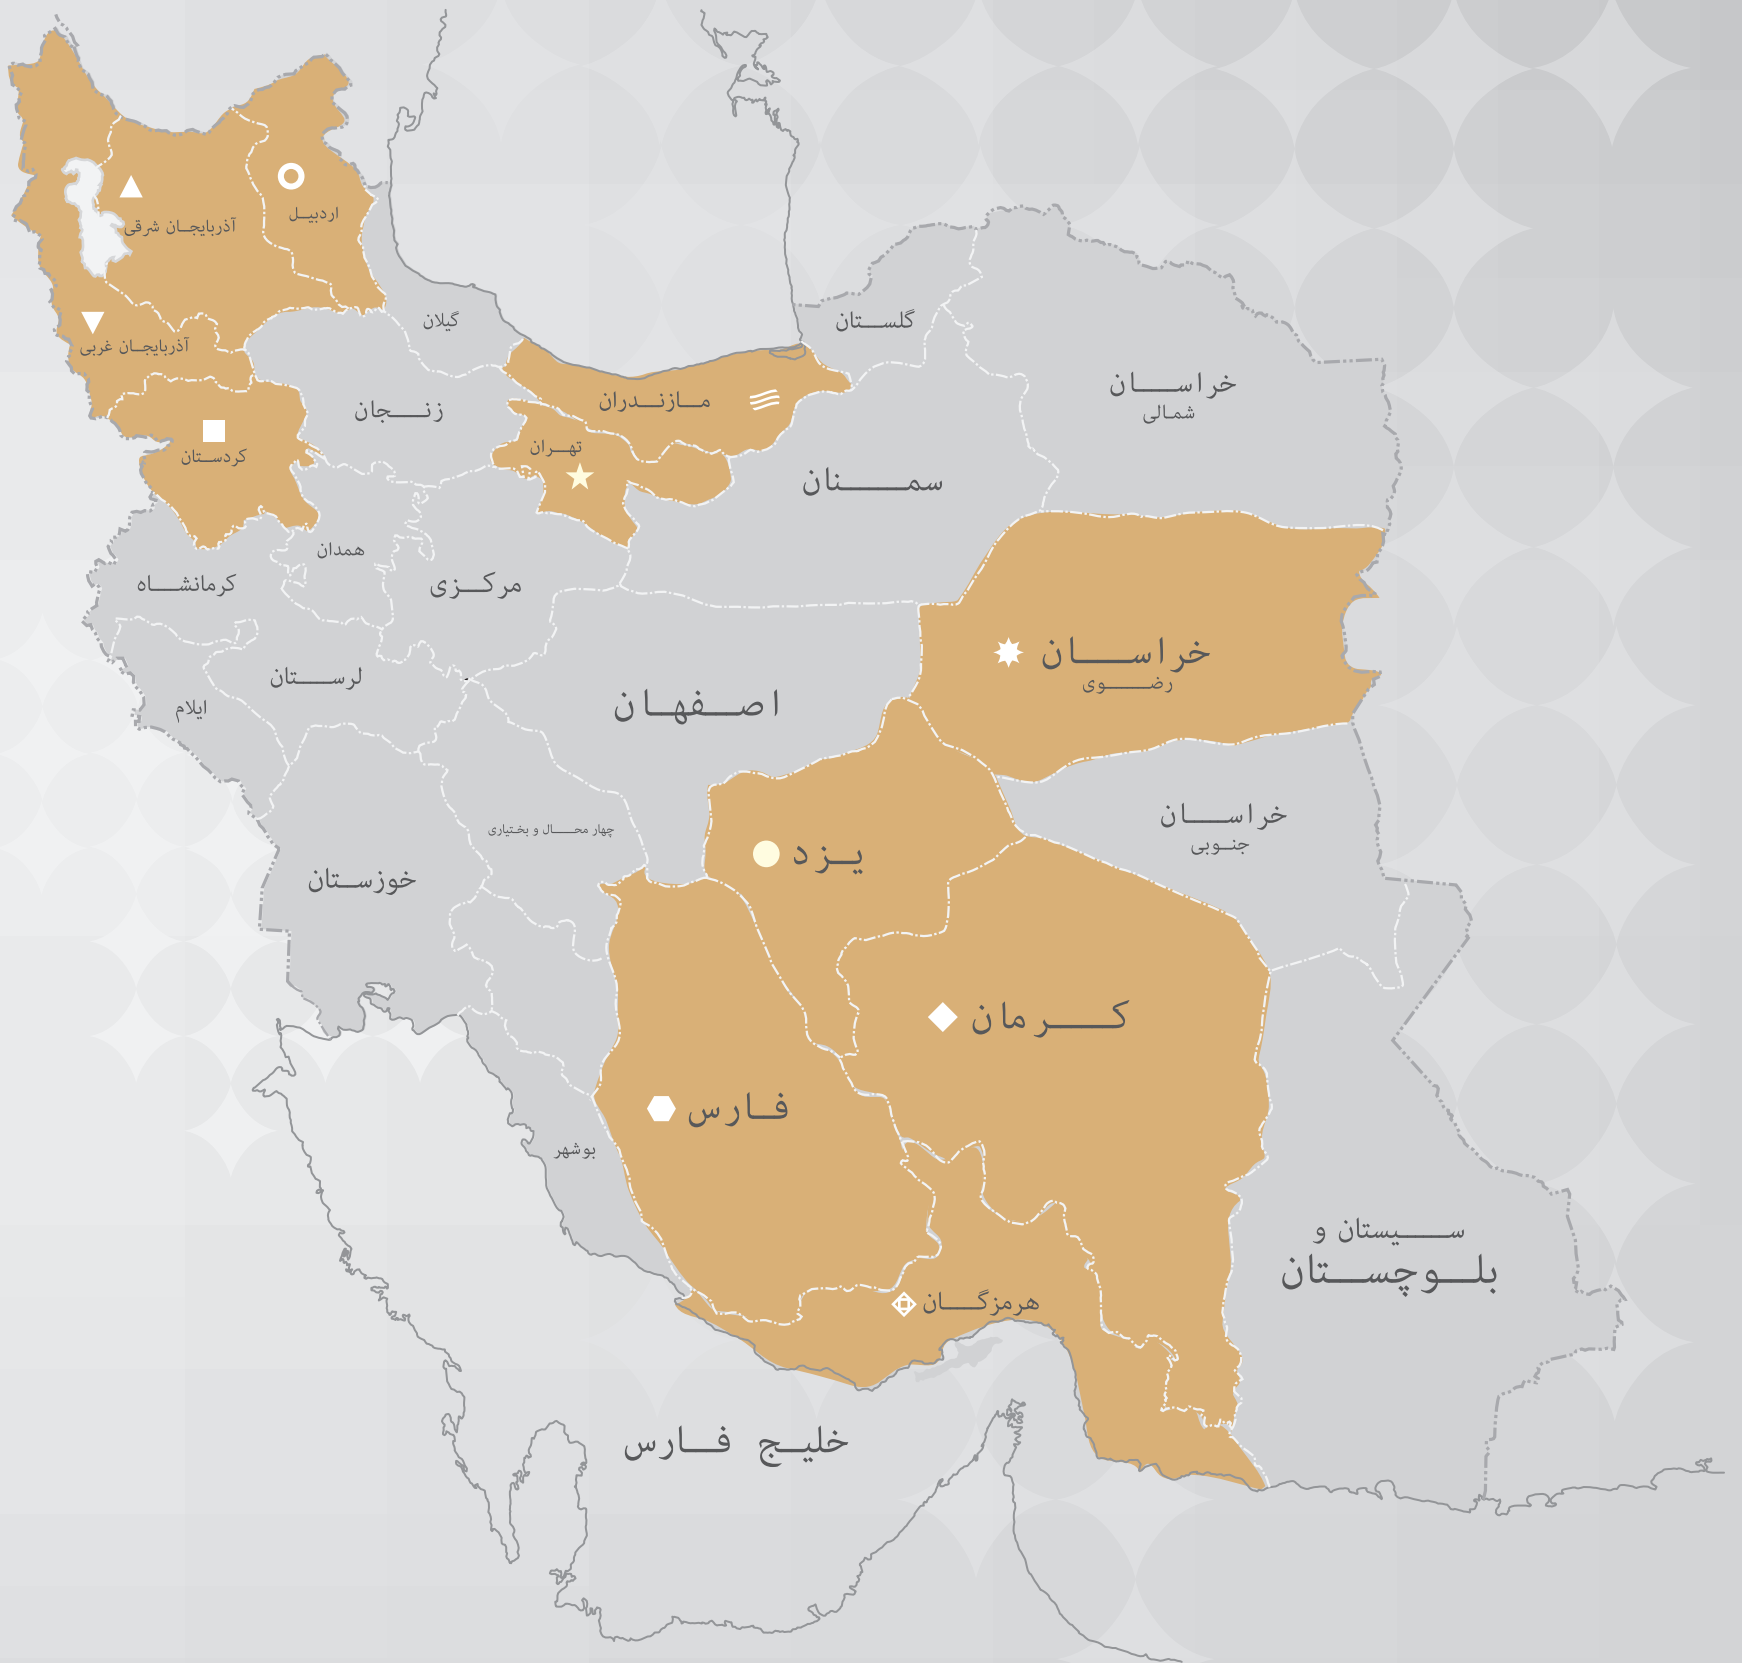 اردبیل
آذربایجان شرقی
آذربایجان غربی
گیلان
گلستان
خراسان
شمالی
مازندران
زنجان
تهران
کردستان
سمنان
همدان
کرمانشاه
مرکزی
خراسان
رضوی
لرستان
ایلام
اصفهان
خراسان
جنوبی
چهار محال و بختیاری
یزد
خوزستان
کرمان
فارس
بوشهر
سیستان و
بلوچستان
هرمزگان
خلیج فارس